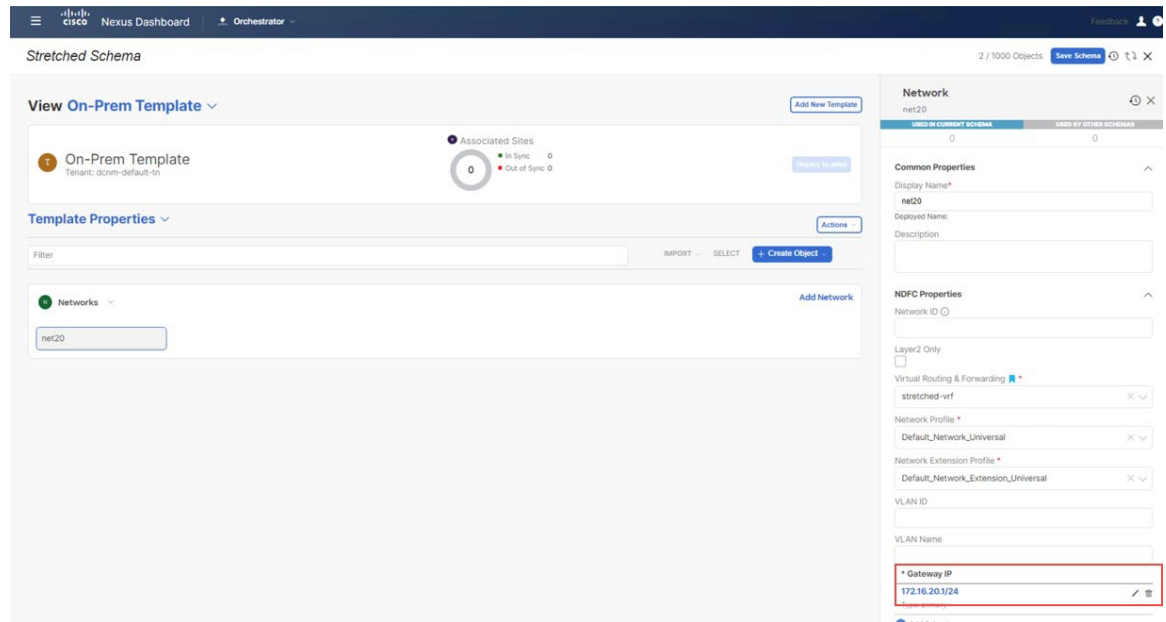 cisco Nexus Dashboard Orchestrator Feedback
Stretched Schema 2 / 1000 Objects Save Schema
View On-Prem Template Add New Template
T On-Prem Template
Tenant: dcnm-default-tn
Associated Sites
0
In Sync 0
Out of Sync 0
Deploy to sites
Template Properties Actions
Filter IMPORT SELECT + Create Object
N Networks Add Network
net20
Network
net20
USED IN CURRENT SCHEMA USED BY OTHER SCHEMAS
0 0
Common Properties
Display Name*
net20
Deployed Name:
Description
NDFC Properties
Network ID
Layer2 Only
Virtual Routing & Forwarding *
stretched-vrf
Network Profile *
Default_Network_Universal
Network Extension Profile *
Default_Network_Extension_Universal
VLAN ID
VLAN Name
* Gateway IP
172.16.20.1/24
Type: primary